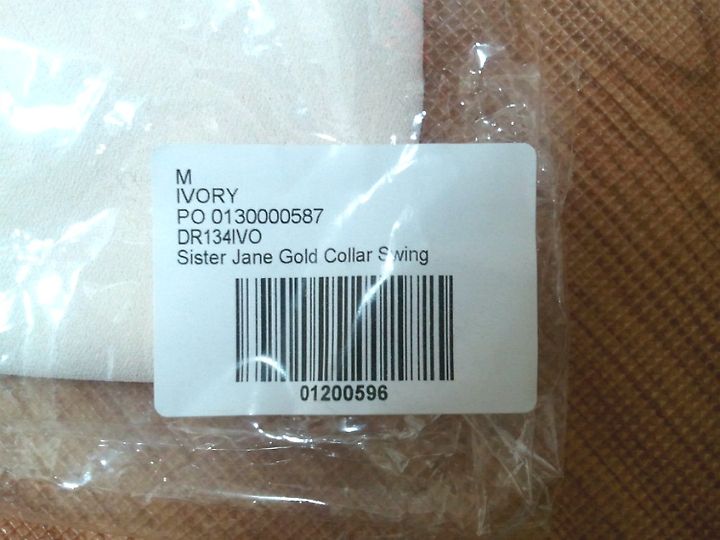 M
IVORY
PO 0130000587
DR134IVO
Sister Jane Gold Collar Swing
01200596